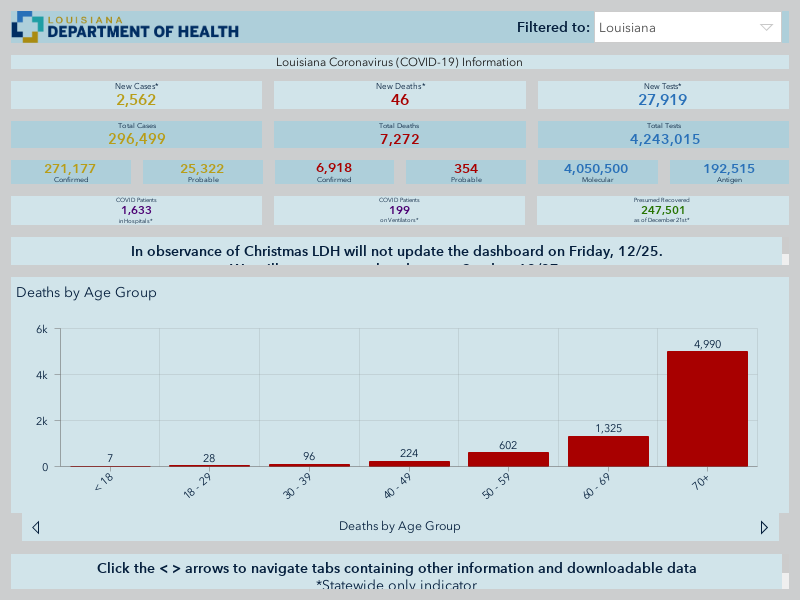 LOUISIANA
DEPARTMENT OF HEALTH
Filtered to:
Louisiana
Louisiana Coronavirus (COVID-19) Information
New Cases*
2,562
New Deaths*
46
New Tests*
27,919
Total Cases
296,499
Total Deaths
7,272
Total Tests
4,243,015
271,177
Confirmed
25,322
Probable
6,918
Confirmed
354
Probable
4,050,500
Molecular
192,515
Antigen
COVID Patients
1,633
in Hospitals*
COVID Patients
199
on Ventilators*
Presumed Recovered
247,501
as of December 21st*
In observance of Christmas LDH will not update the dashboard on Friday, 12/25.
Deaths by Age Group
6k
4k
2k
0
7
28
96
224
602
1,325
4,990
< 18
18 - 29
30 - 39
40 - 49
50 - 59
60 - 69
70+
Deaths by Age Group
Click the < > arrows to navigate tabs containing other information and downloadable data
*Statewide only indicator